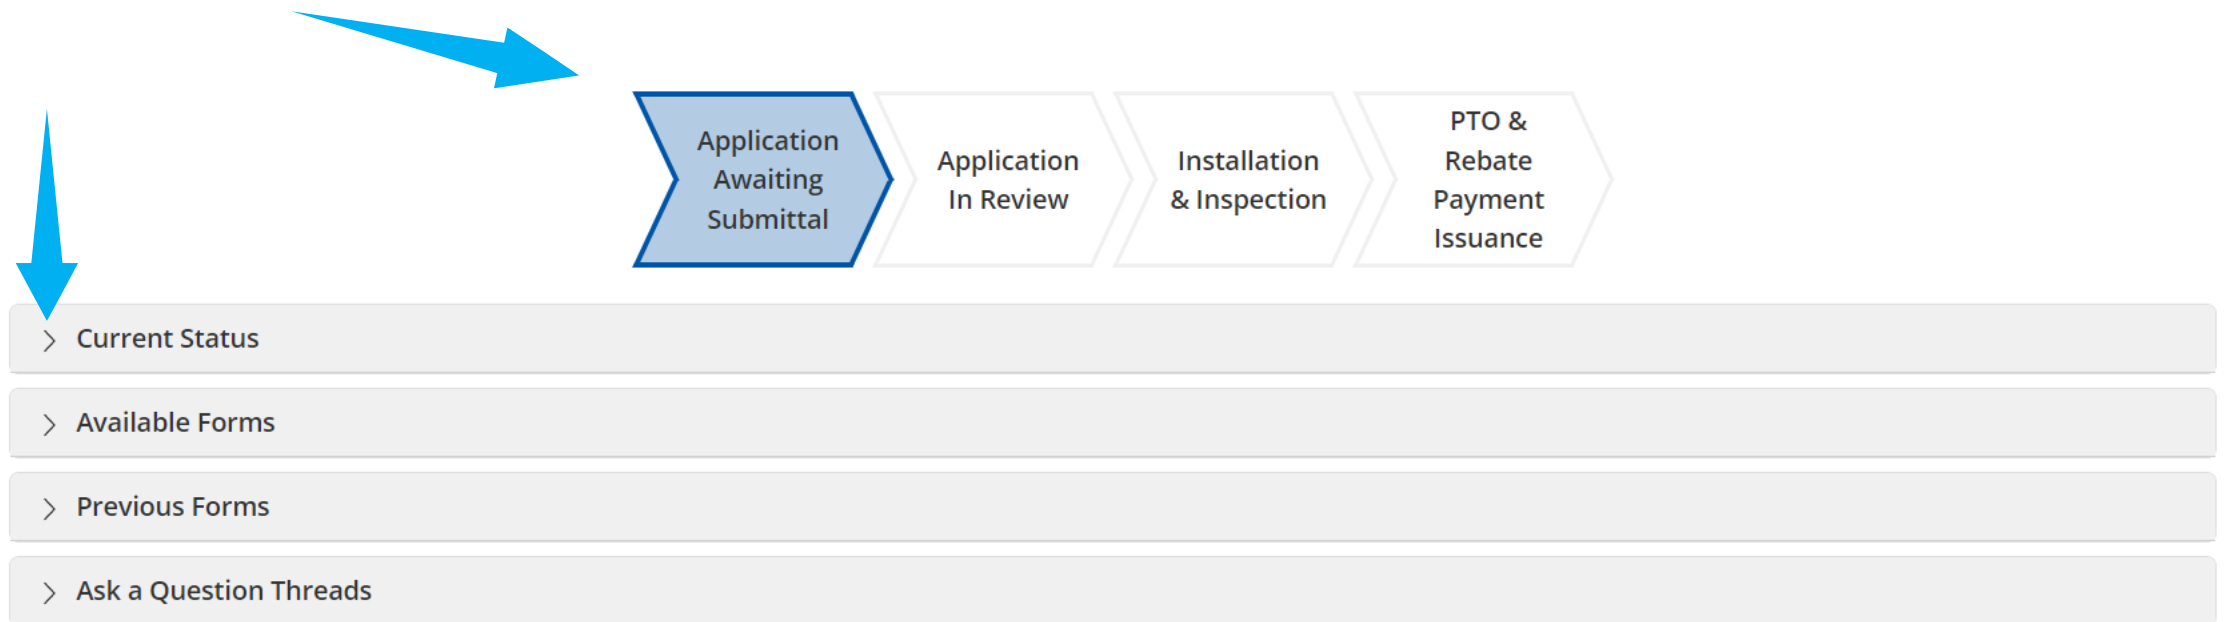 Application
Awaiting
Submittal
Application
In Review
Installation
& Inspection
PTO &
Rebate
Payment
Issuance
Current Status
Available Forms
Previous Forms
Ask a Question Threads